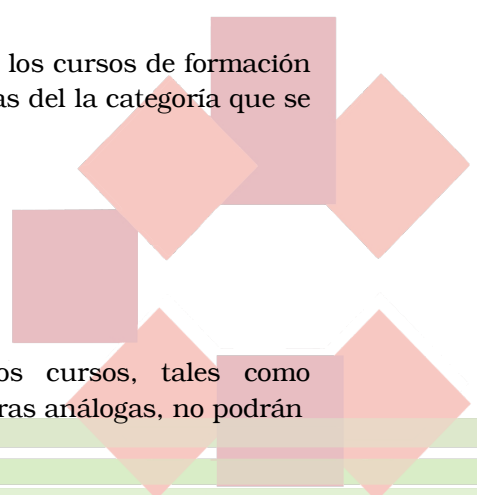 los cursos de formación
as del la categoría que se
os cursos, tales como
ras análogas, no podrán